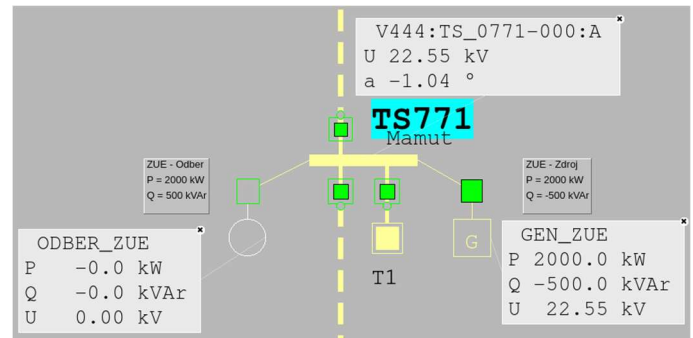 V444:TS_0771-000:A
U 22.55 kV
a -1.04 °
TS771
Mamut
ZUE - Odber
P = 2000 kW
Q = 500 kVAr
ZUE - Zdroj
P = 2000 kW
Q = -500 kVAr
ODBER_ZUE
P -0.0 kW
Q -0.0 kVAr
U 0.00 kV
T1
G
GEN_ZUE
P 2000.0 kW
Q -500.0 kVAr
U 22.55 kV